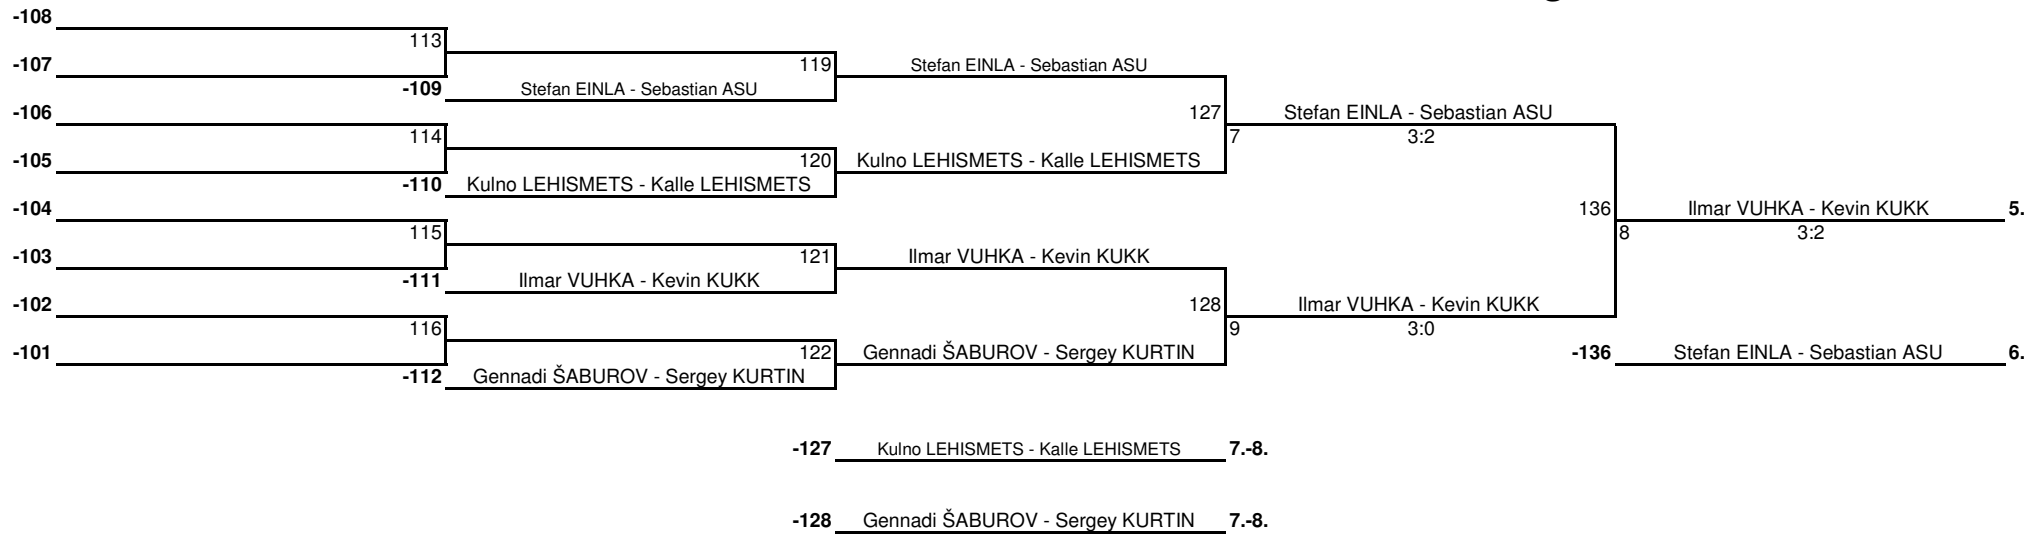 -108
113
-107
119 Stefan EINLA - Sebastian ASU
-109 Stefan EINLA - Sebastian ASU
-106
127 Stefan EINLA - Sebastian ASU
114
7 3:2
-105
120 Kulno LEHISMETS - Kalle LEHISMETS
-110 Kulno LEHISMETS - Kalle LEHISMETS
-104
136 Ilmar VUHKA - Kevin KUKK 5.
115
8 3:2
-103
121 Ilmar VUHKA - Kevin KUKK
-111 Ilmar VUHKA - Kevin KUKK
-102
128 Ilmar VUHKA - Kevin KUKK
116
9 3:0
-101
122 Gennadi ŠABUROV - Sergey KURTIN
-136 Stefan EINLA - Sebastian ASU 6.
-112 Gennadi ŠABUROV - Sergey KURTIN
-127 Kulno LEHISMETS - Kalle LEHISMETS 7.-8.
-128 Gennadi ŠABUROV - Sergey KURTIN 7.-8.